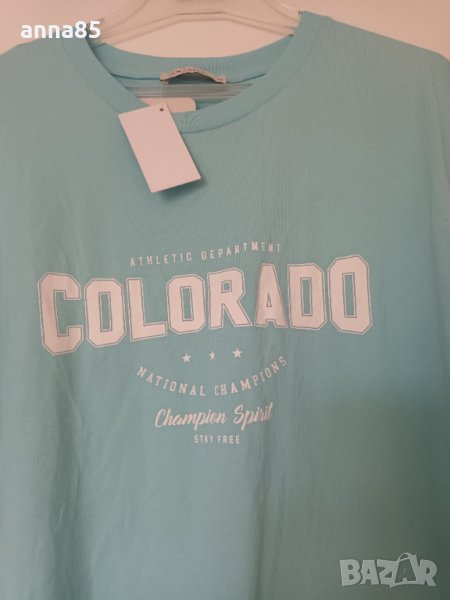 anna85
ATHLETIC DEPARTMENT
COLORADO
NATIONAL CHAMPIONS
Champion Spirit
STAY FREE
BAZAR